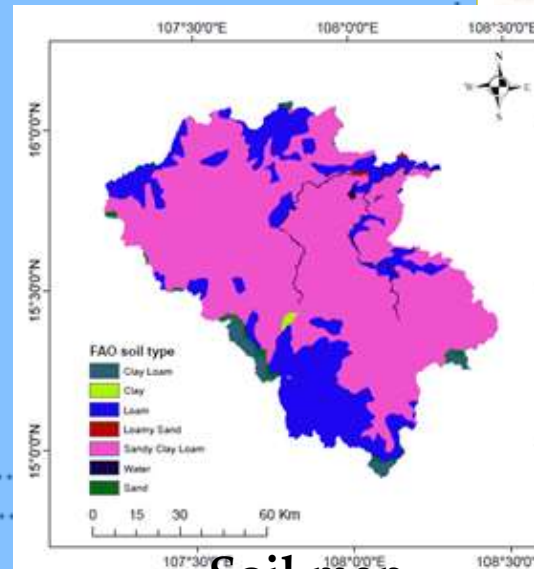 107°30'0"E 108°0'0"E 108°30'
N
W E
S
16°0'0"N
15°30'0"N
15°0'0"N
FAO soil type
Clay Loam
Clay
Loam
Loamy Sand
Sandy Clay Loam
Water
Sand
0 15 30 60 Km
107°30'0"E 108°0'0"E 108°30'0
Soil map